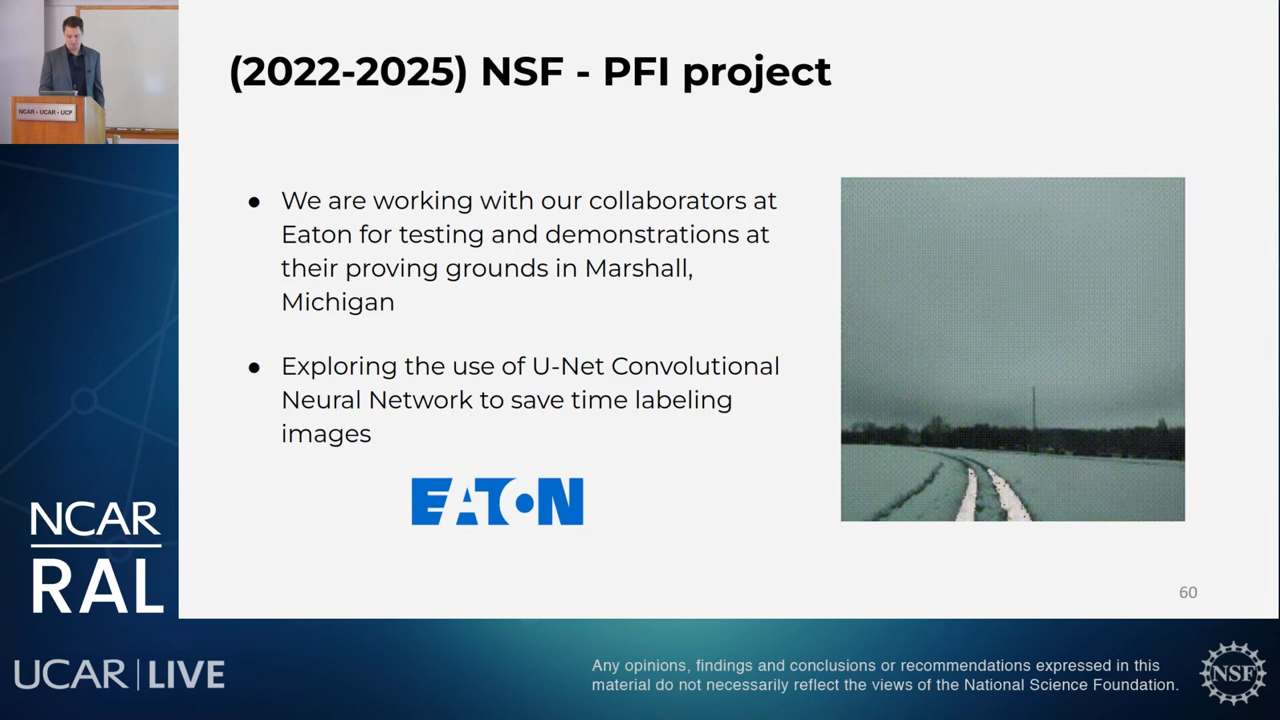 NCAR • UCAR • UCP
(2022-2025) NSF - PFI project
● We are working with our collaborators at
Eaton for testing and demonstrations at
their proving grounds in Marshall,
Michigan
● Exploring the use of U-Net Convolutional
Neural Network to save time labeling
images
EATON
60
NCAR
RAL
UCAR | LIVE
Any opinions, findings and conclusions or recommendations expressed in this
material do not necessarily reflect the views of the National Science Foundation.
NSF